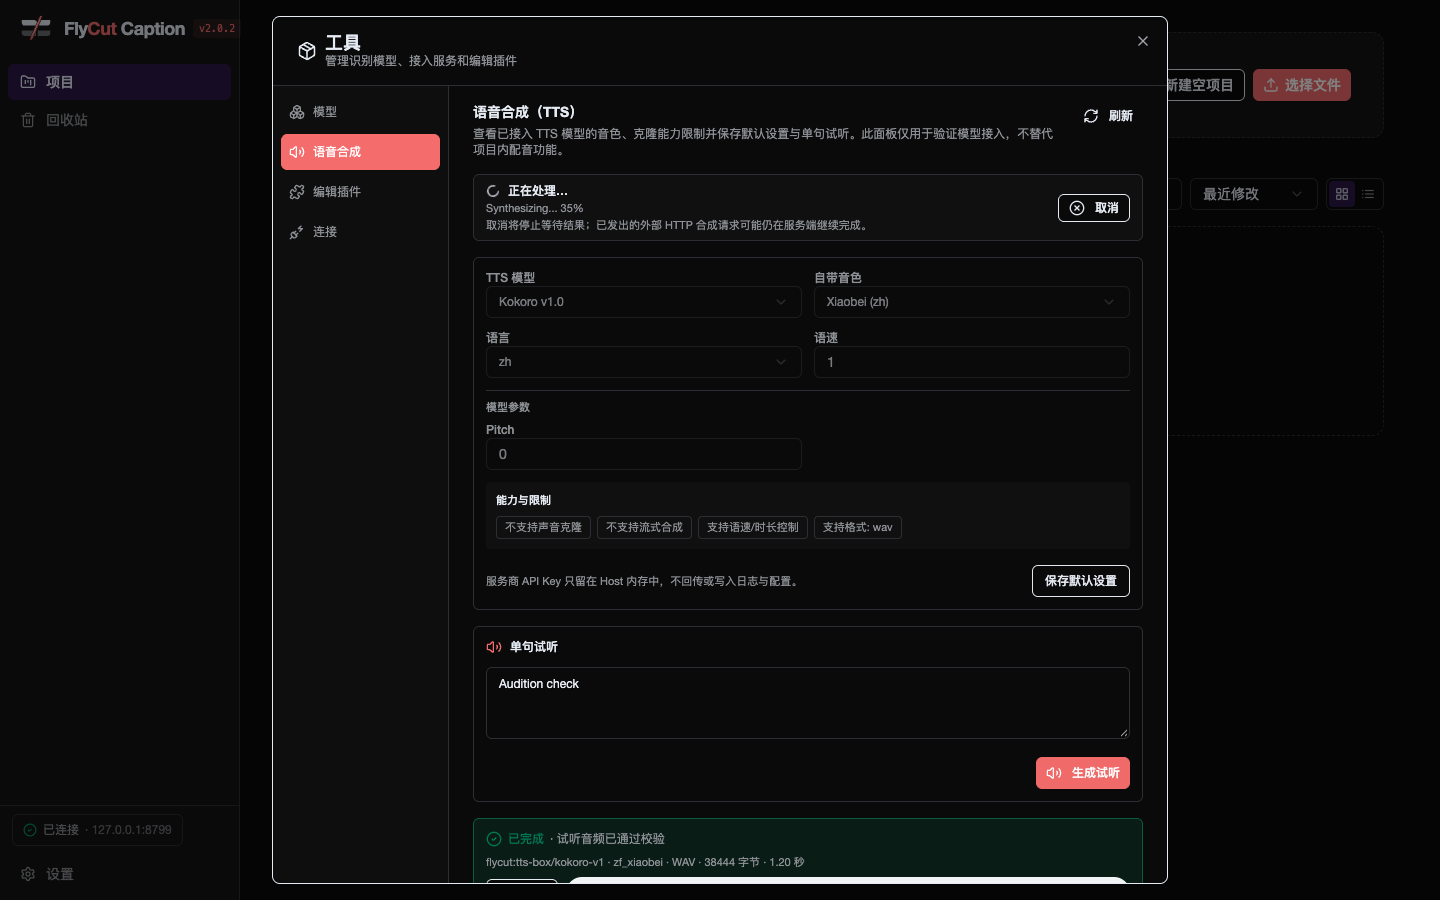 FlyCut Caption v2.0.2
项目
回收站
已连接 · 127.0.0.1:8799
设置
工具
管理识别模型、接入服务和编辑插件
模型
语音合成
编辑插件
连接
语音合成（TTS）
查看已接入 TTS 模型的音色、克隆能力限制并保存默认设置与单句试听。此面板仅用于验证模型接入，不替代
项目内配音功能。
刷新
正在处理...
Synthesizing... 35%
取消将停止等待结果；已发出的外部 HTTP 合成请求可能仍在服务端继续完成。
取消
TTS 模型
自带音色
Kokoro v1.0
Xiaobei (zh)
语言
语速
zh
1
模型参数
Pitch
0
能力与限制
不支持声音克隆
不支持流式合成
支持语速/时长控制
支持格式: wav
服务商 API Key 只留在 Host 内存中，不回传或写入日志与配置。
保存默认设置
单句试听
Audition check
生成试听
已完成 · 试听音频已通过校验
flycut:tts-box/kokoro-v1 · zf_xiaobei · WAV · 38444 字节 · 1.20 秒
新建空项目
选择文件
最近修改